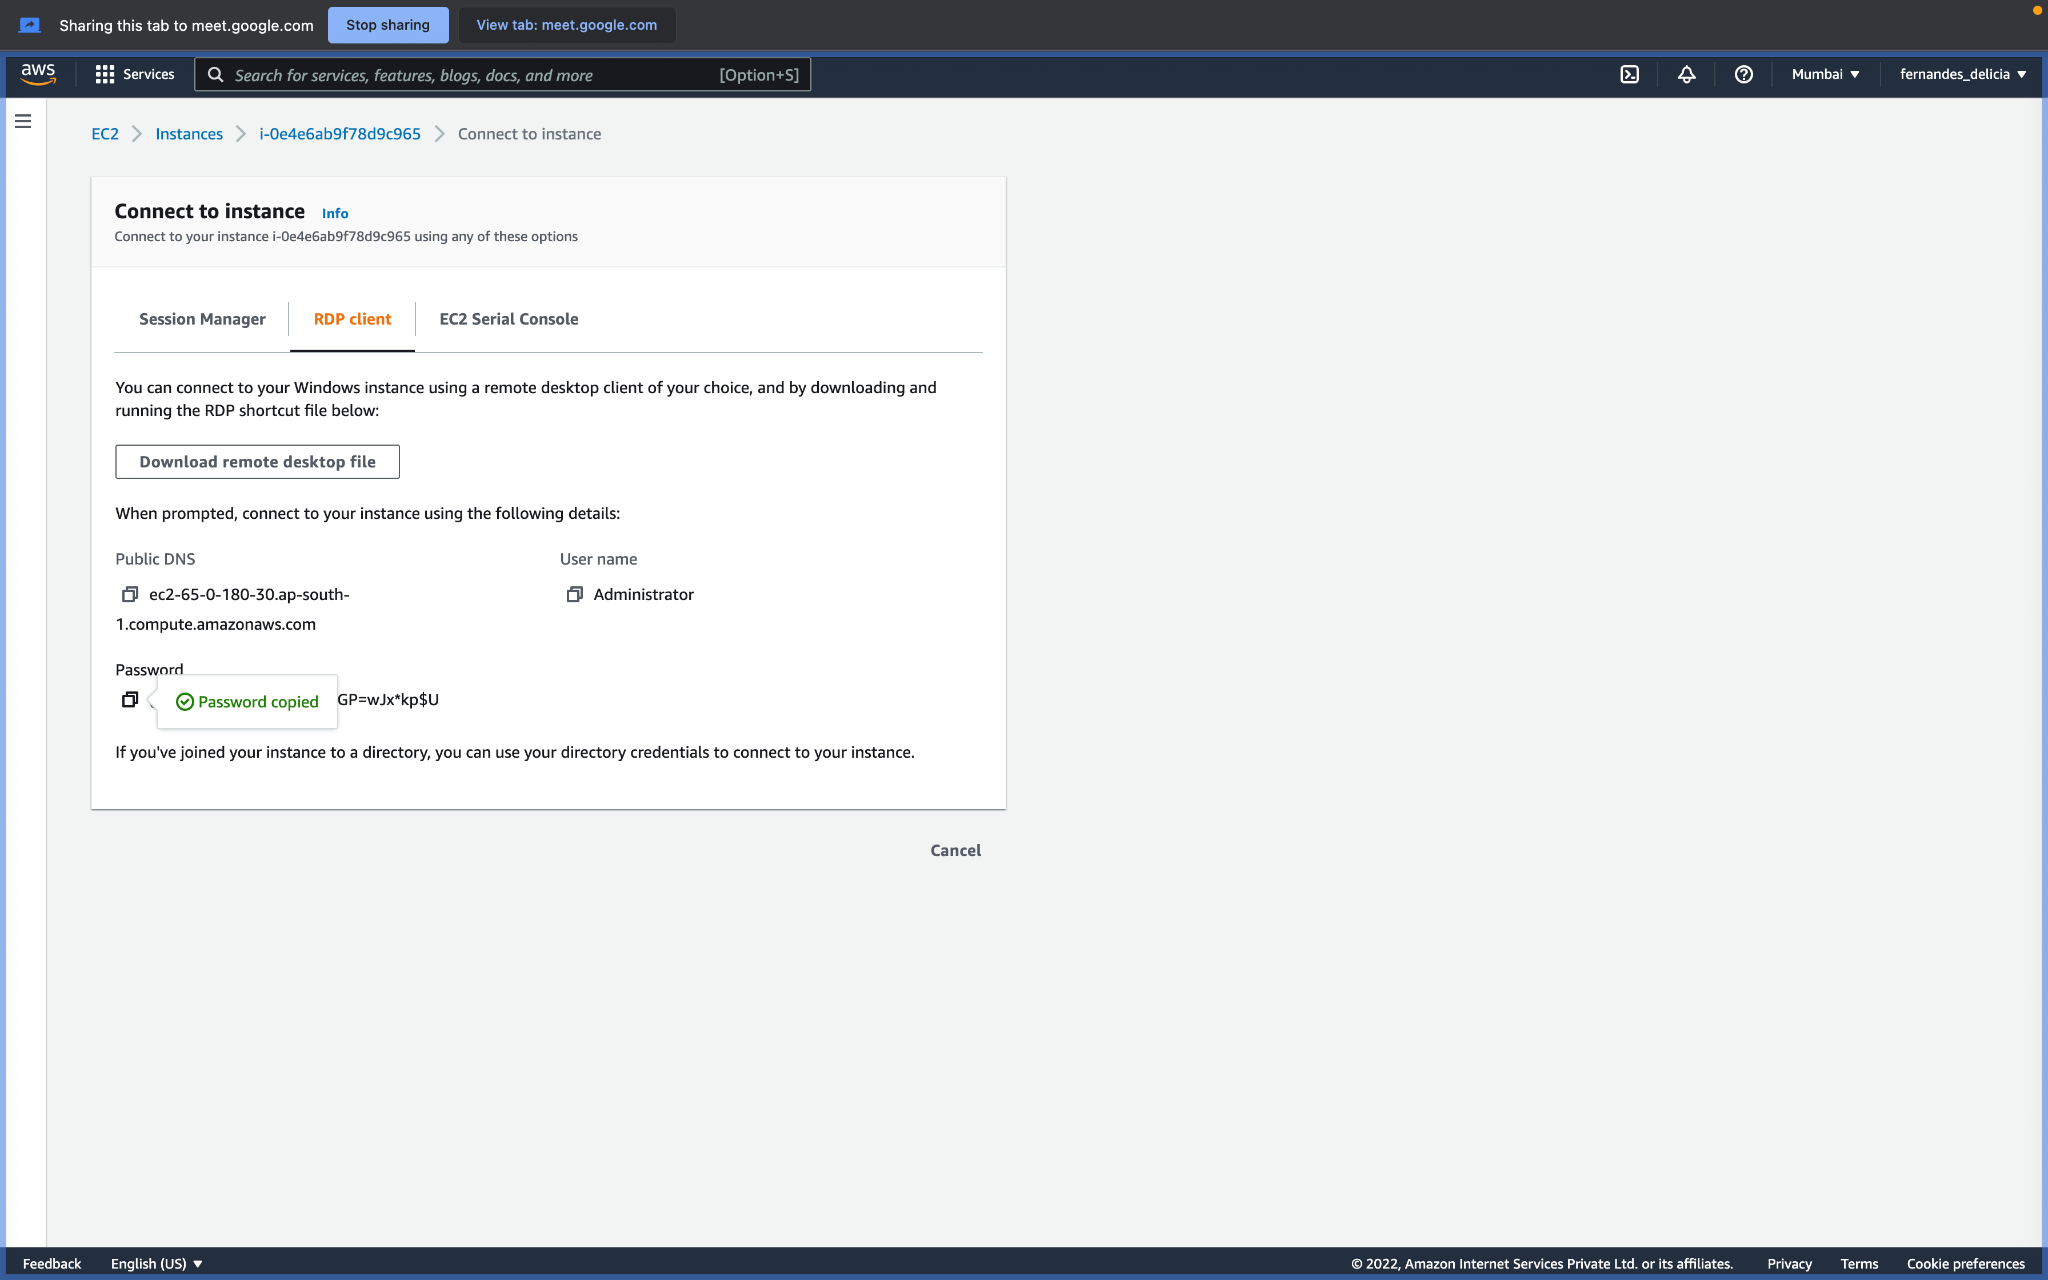 Sharing this tab to meet.google.com Stop sharing View tab: meet.google.com
aws Services Search for services, features, blogs, docs, and more [Option+S] Mumbai fernandes_delicia
EC2 Instances i-0e4e6ab9f78d9c965 Connect to instance
Connect to instance Info
Connect to your instance i-0e4e6ab9f78d9c965 using any of these options
Session Manager RDP client EC2 Serial Console
You can connect to your Windows instance using a remote desktop client of your choice, and by downloading and
running the RDP shortcut file below:
Download remote desktop file
When prompted, connect to your instance using the following details:
Public DNS User name
ec2-65-0-180-30.ap-south- Administrator
1.compute.amazonaws.com
Password
Password copied GP=wJx*kp$U
If you've joined your instance to a directory, you can use your directory credentials to connect to your instance.
Cancel
Feedback English (US) © 2022, Amazon Internet Services Private Ltd. or its affiliates. Privacy Terms Cookie preferences